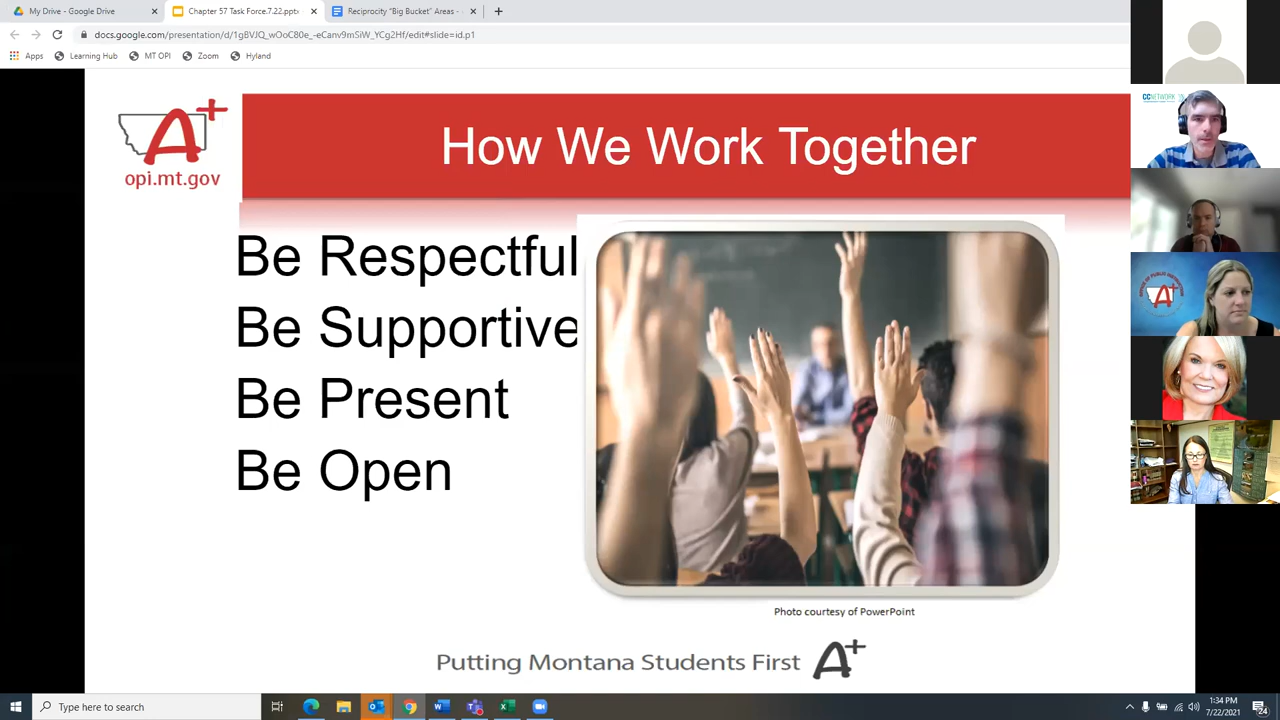 My Drive - Google Drive
Chapter 57 Task Force.7.22.pptx
Reciprocity "Big Bucket" Areas -
docs.google.com/presentation/d/1gBVJQ_wOoC80e_-eCanv9mSiW_YCg2Hf/edit#slide=id.p1
Apps
Learning Hub
MT OPI
Zoom
Hyland
A+
opi.mt.gov
How We Work Together
Be Respectful
Be Supportive
Be Present
Be Open
Photo courtesy of PowerPoint
Putting Montana Students First A+
CCNETWORK
A+
Type here to search
1:34 PM
7/22/2021
24